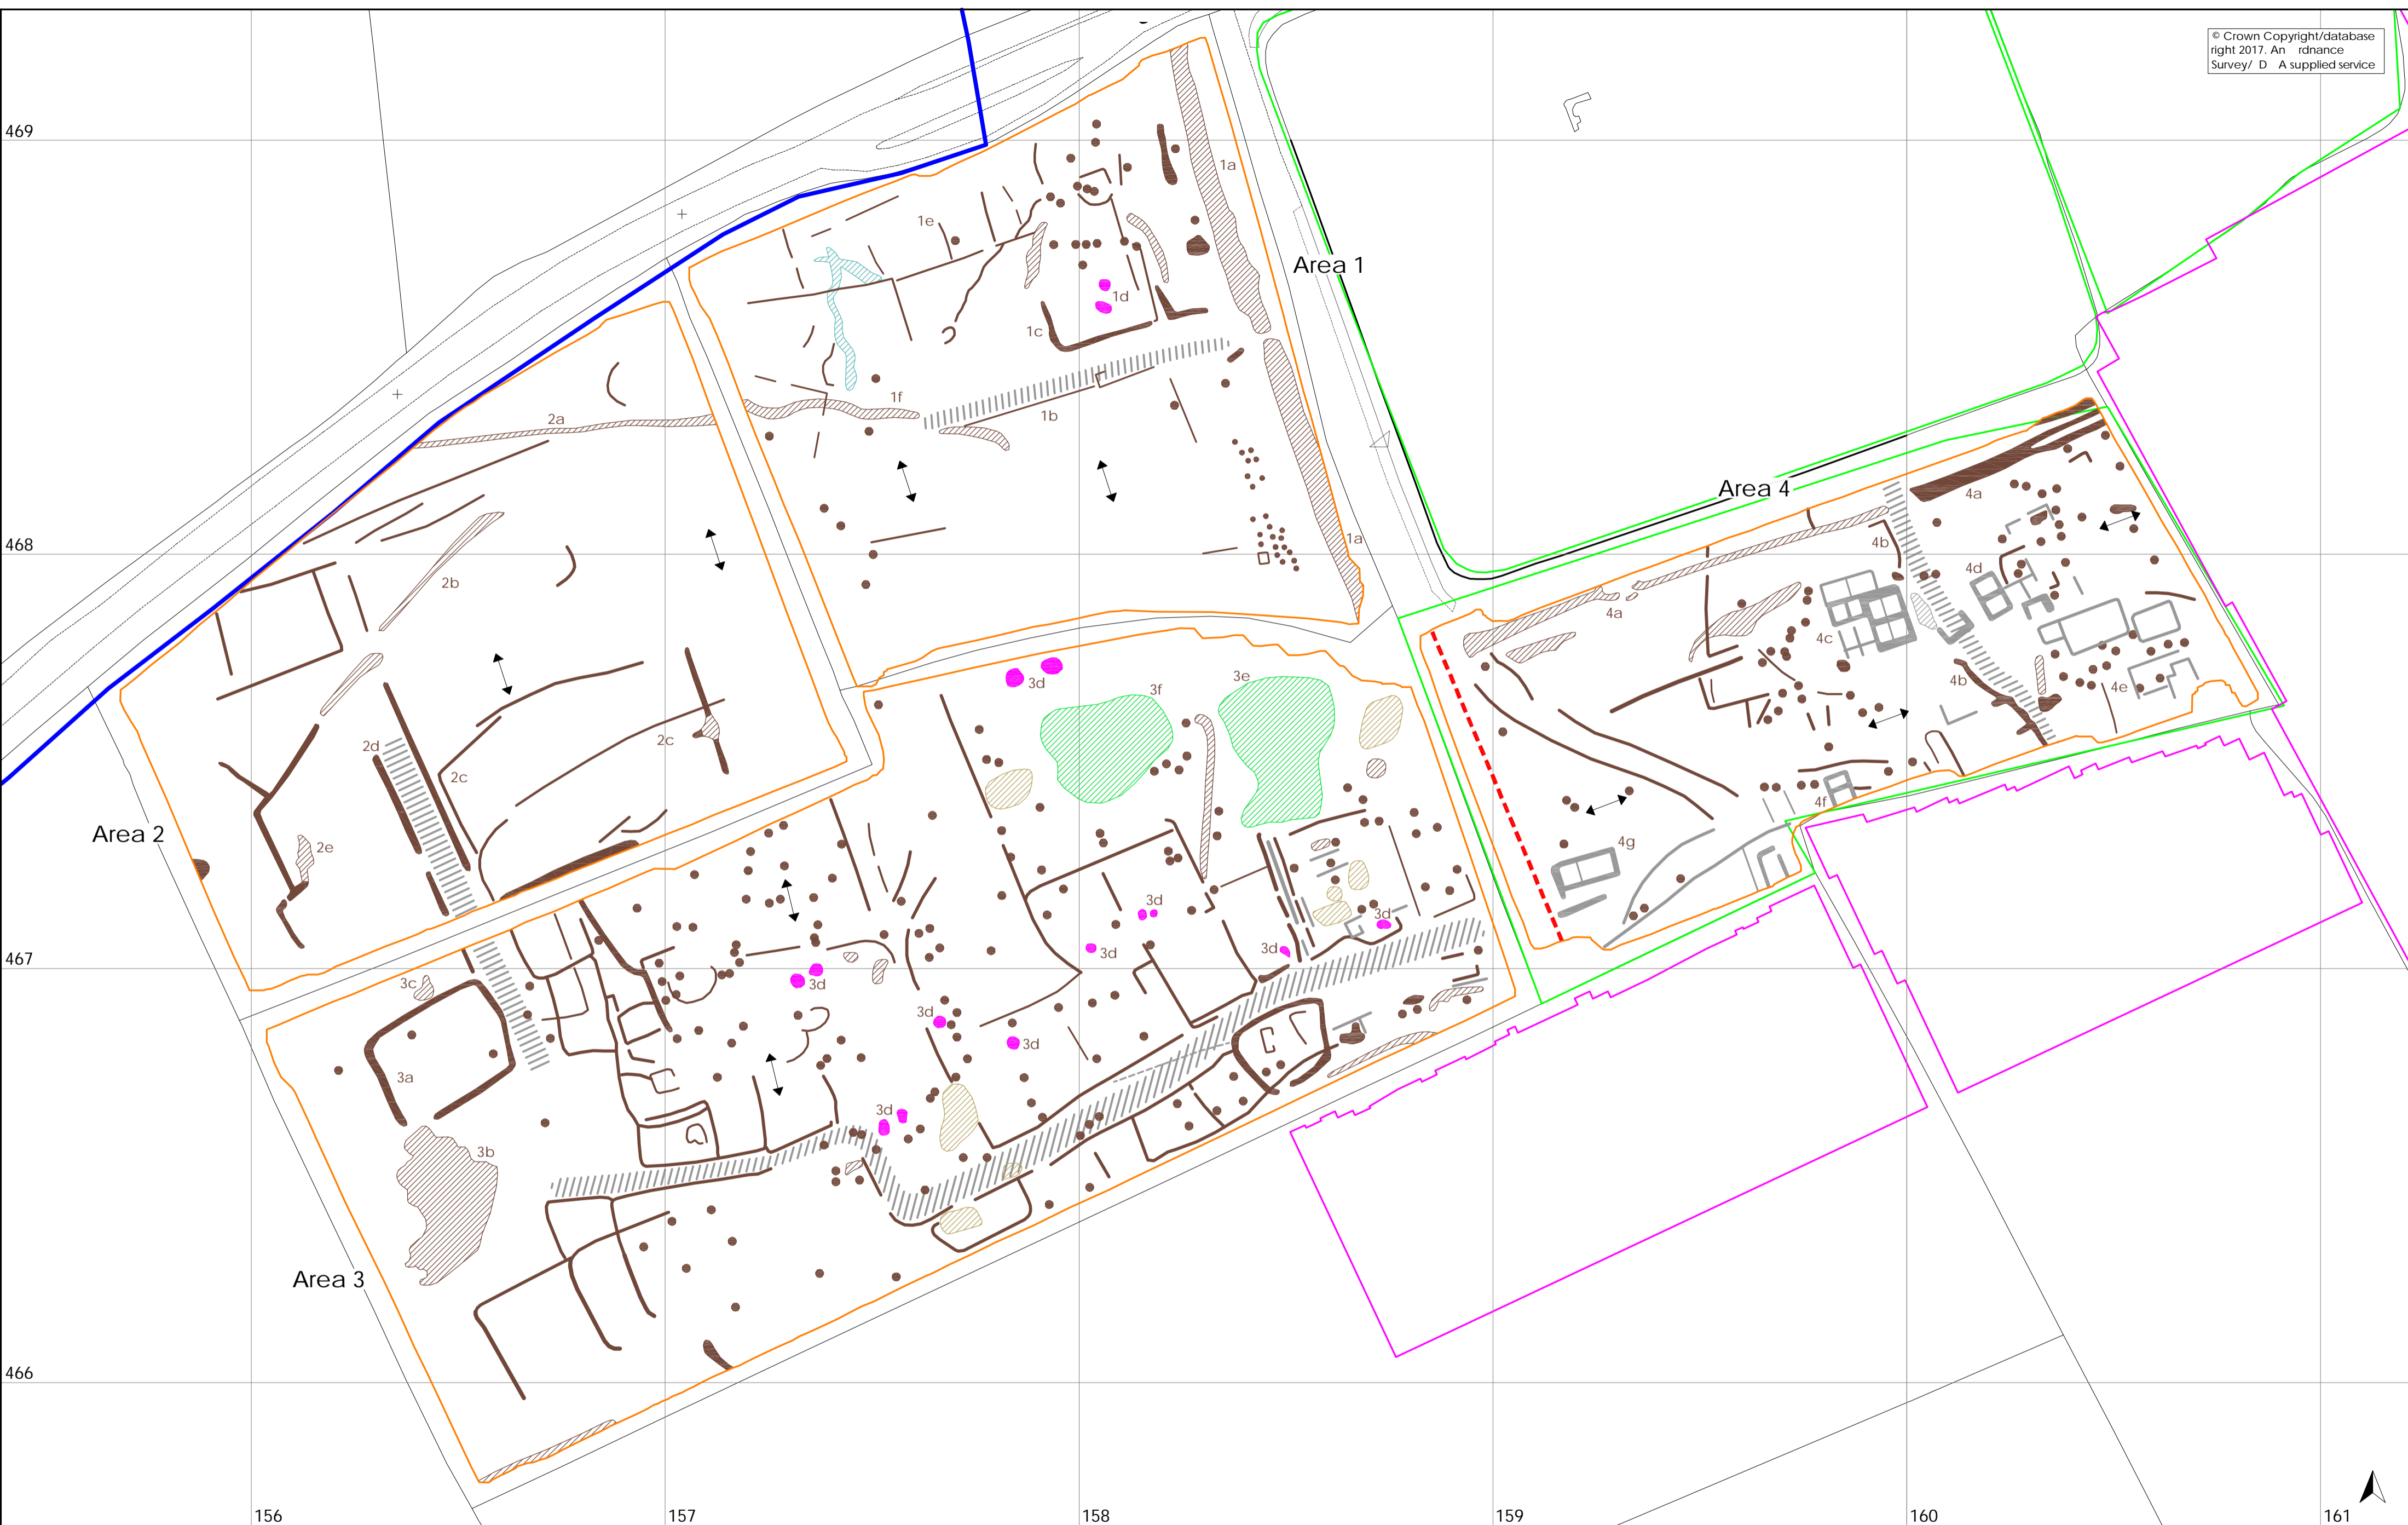 © Crown Copyright/database
right 2017. An rdnance
Survey/ D A supplied service
469
1a
1e
Area 1
1d
1c
1f
1b
2a
Area 4
4a
468
1a
4b
4d
2b
4a
4c
3d
3f
3e
4b
4e
2d
2c
2c
Area 2
4f
2e
4g
3d
3d
3d
3d
467
3c
3d
3d
3d
3a
3d
3b
Area 3
466
156
157
158
159
160
161